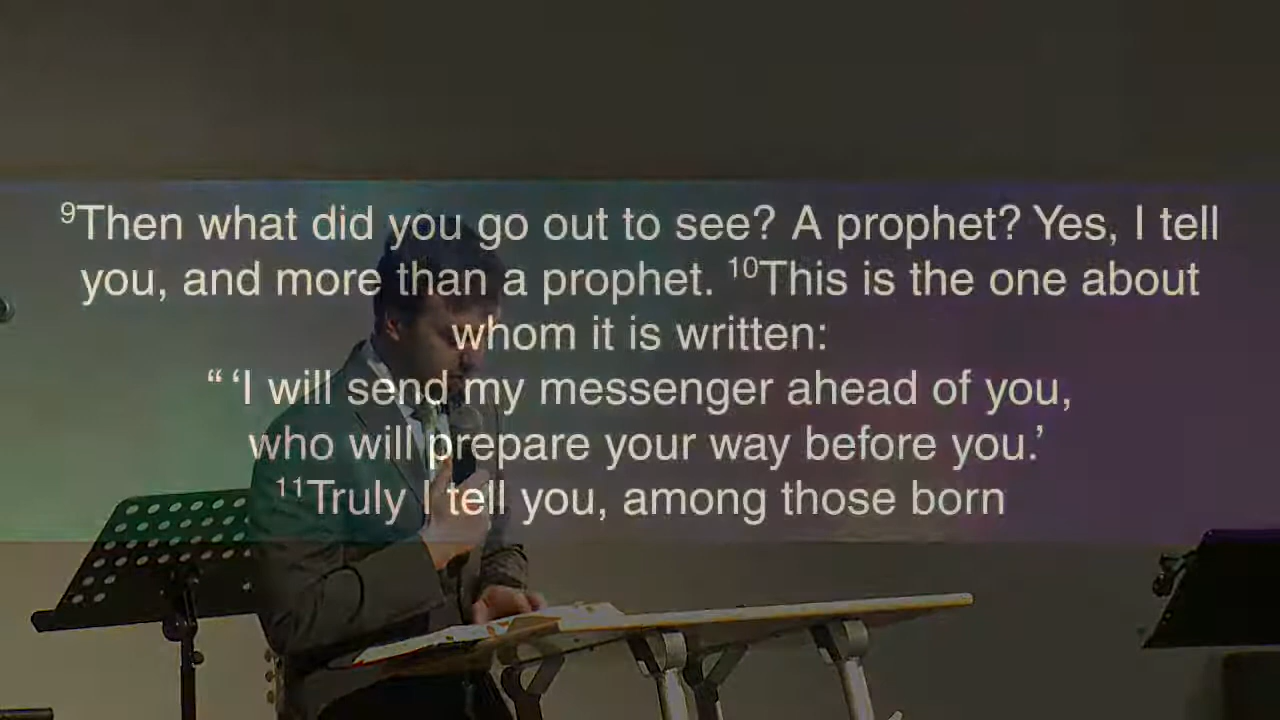 ⁹Then what did you go out to see? A prophet? Yes, I tell
you, and more than a prophet. ¹⁰This is the one about
whom it is written:
“ ‘I will send my messenger ahead of you,
who will prepare your way before you.’
¹¹Truly I tell you, among those born